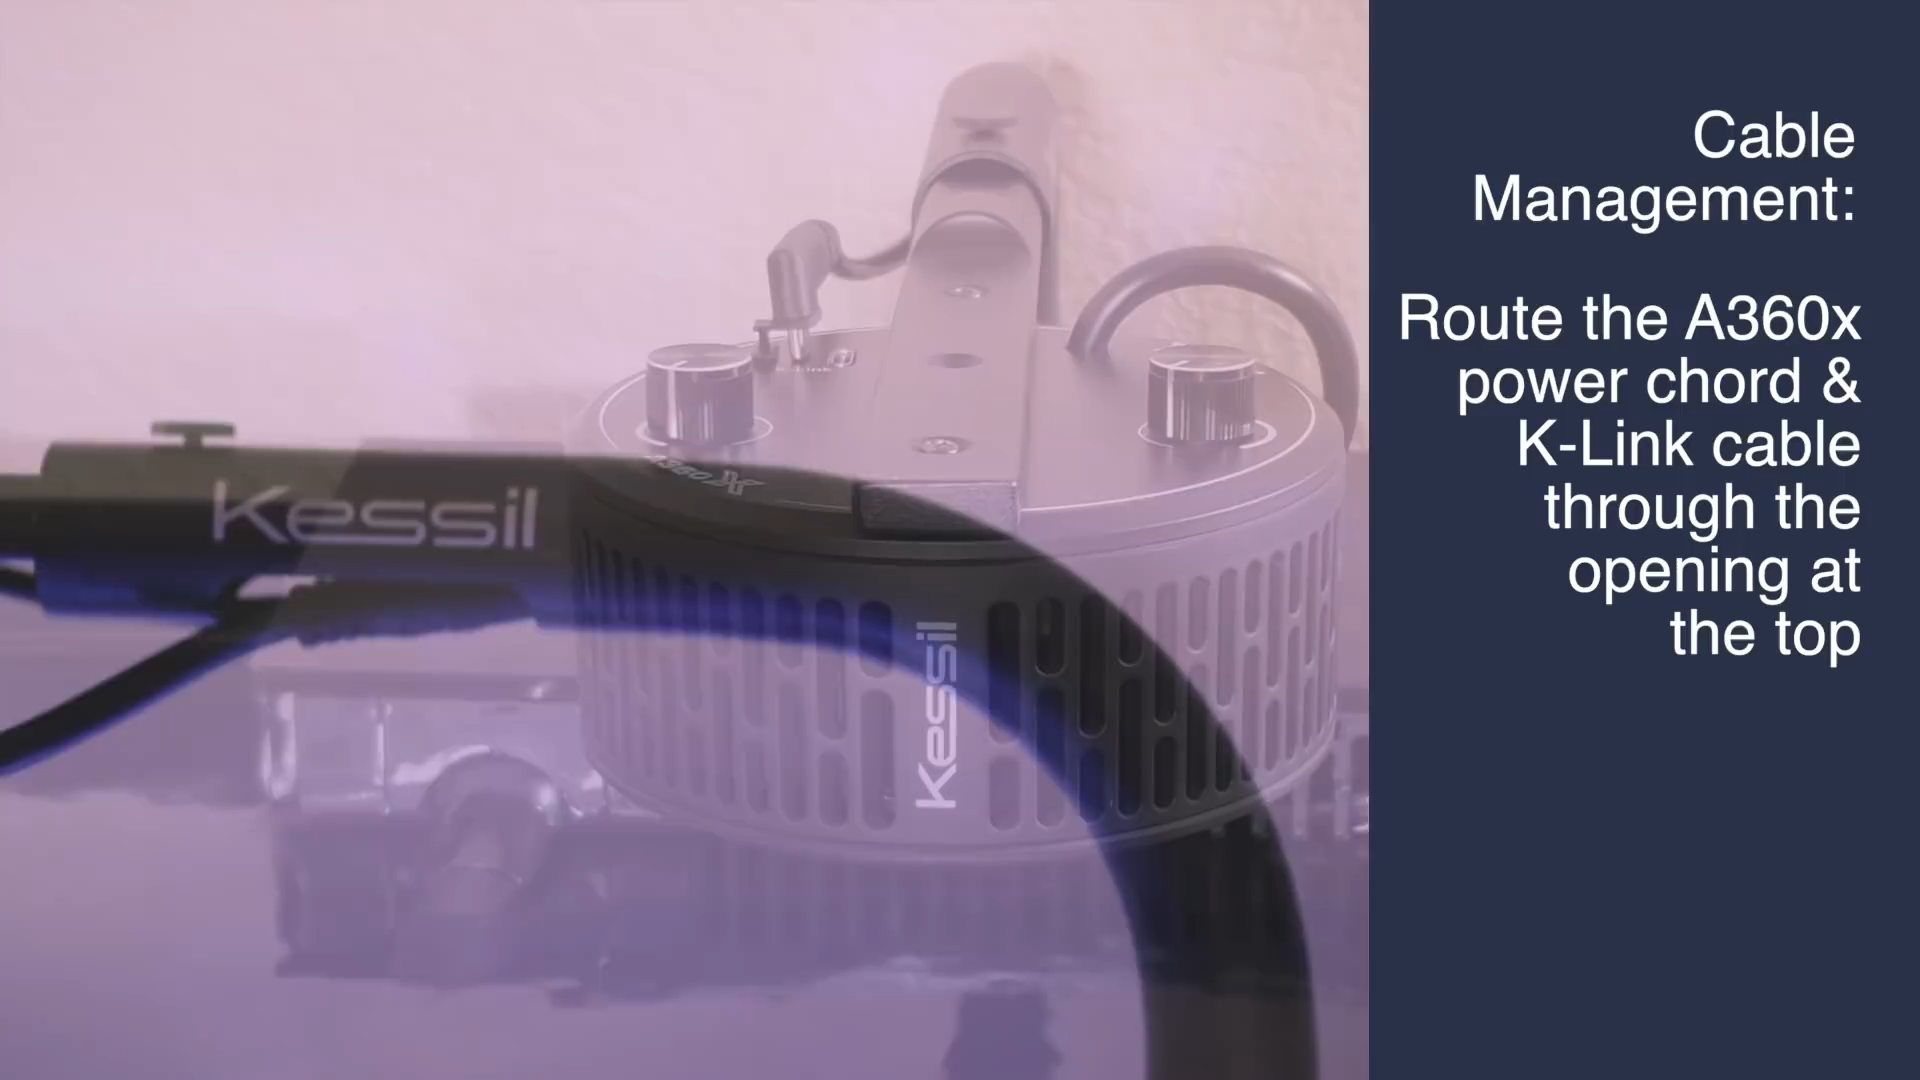 Cable
Management:
Route the A360x
power chord &
K-Link cable
through the
opening at
the top
Kessil
A360X
Kessil